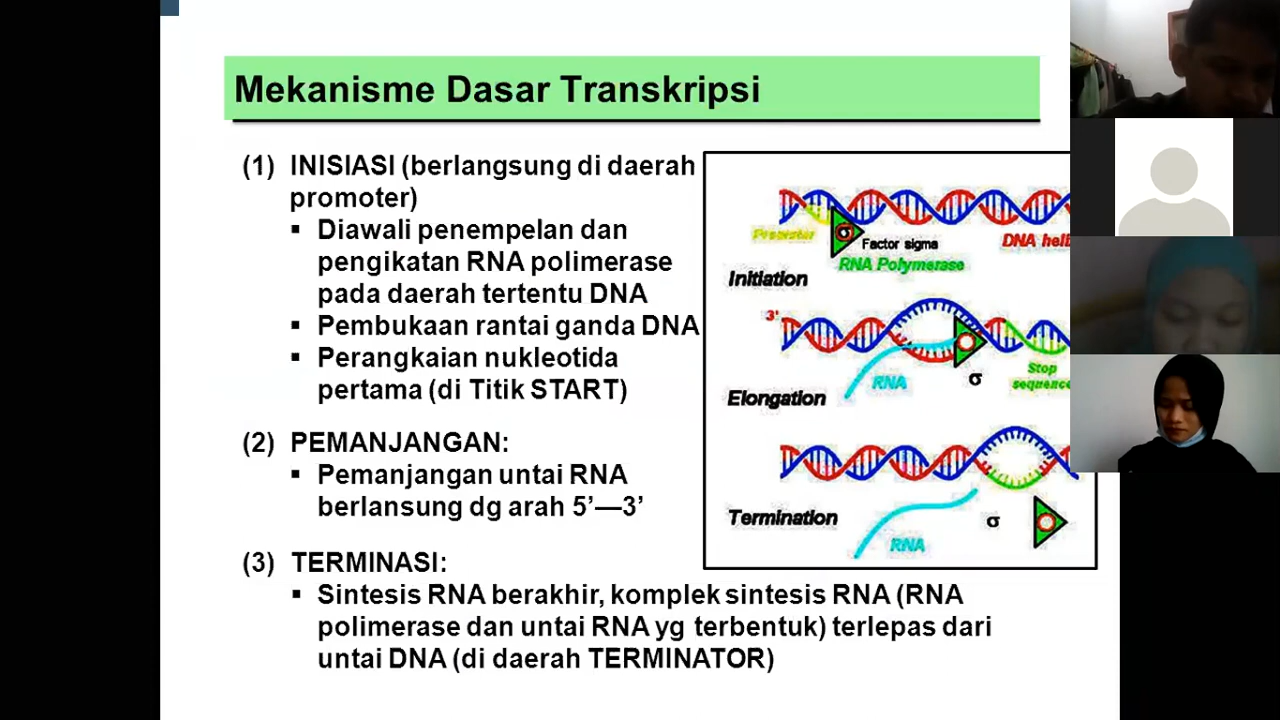 Mekanisme Dasar Transkripsi
(1) INISIASI (berlangsung di daerah
promoter)
▪ Diawali penempelan dan
pengikatan RNA polimerase
pada daerah tertentu DNA
▪ Pembukaan rantai ganda DNA
▪ Perangkaian nukleotida
pertama (di Titik START)
(2) PEMANJANGAN:
▪ Pemanjangan untai RNA
berlansung dg arah 5’—3’
(3) TERMINASI:
▪ Sintesis RNA berakhir, komplek sintesis RNA (RNA
polimerase dan untai RNA yg terbentuk) terlepas dari
untai DNA (di daerah TERMINATOR)
Promoter
σ
Factor sigma
DNA heli
RNA Polymerase
Initiation
3'
RNA
σ
Stop
sequence
Elongation
Termination
σ
RNA